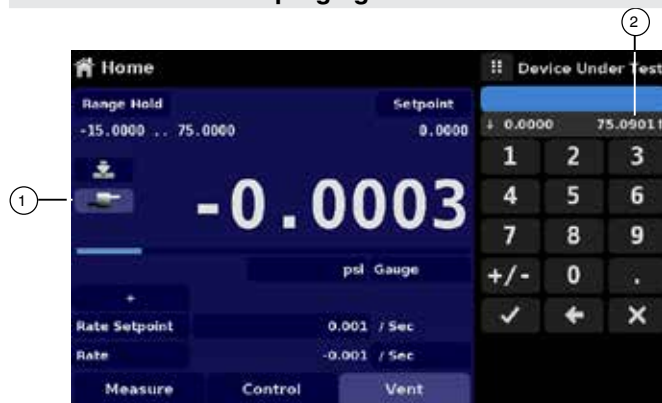 2
Home
Device Under Test
Range Hold
Setpoint
-15.0000 .. 75.0000
0.0000
↓ 0.0000 75.0901↑
1 2 3
1
-0.0003
4 5 6
7 8 9
psi Gauge
+/- 0 .
+
Rate Setpoint 0.001 / Sec
Rate -0.001 / Sec
Measure Control Vent